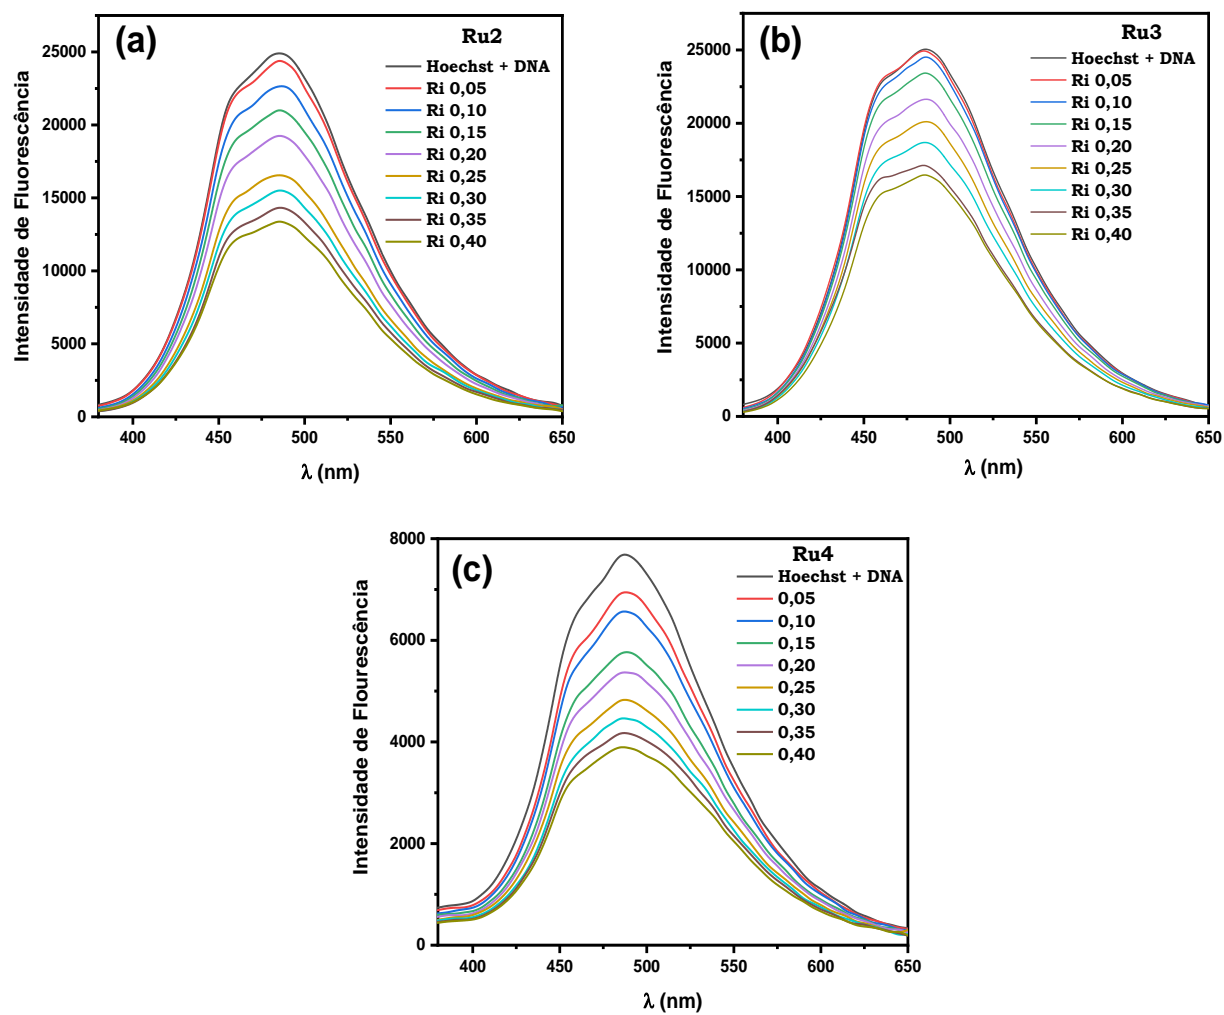 (a)
Ru2
Hoechst + DNA
Ri 0,05
Ri 0,10
Ri 0,15
Ri 0,20
Ri 0,25
Ri 0,30
Ri 0,35
Ri 0,40
Intensidade de Fluorescência
25000
20000
15000
10000
5000
0
400
450
500
550
600
650
λ (nm)
(b)
Ru3
Hoechst + DNA
Ri 0,05
Ri 0,10
Ri 0,15
Ri 0,20
Ri 0,25
Ri 0,30
Ri 0,35
Ri 0,40
Intensidade de Fluorescência
25000
20000
15000
10000
5000
0
400
450
500
550
600
650
λ (nm)
(c)
Ru4
Hoechst + DNA
0,05
0,10
0,15
0,20
0,25
0,30
0,35
0,40
Intensidade de Flourescência
8000
6000
4000
2000
0
400
450
500
550
600
650
λ (nm)